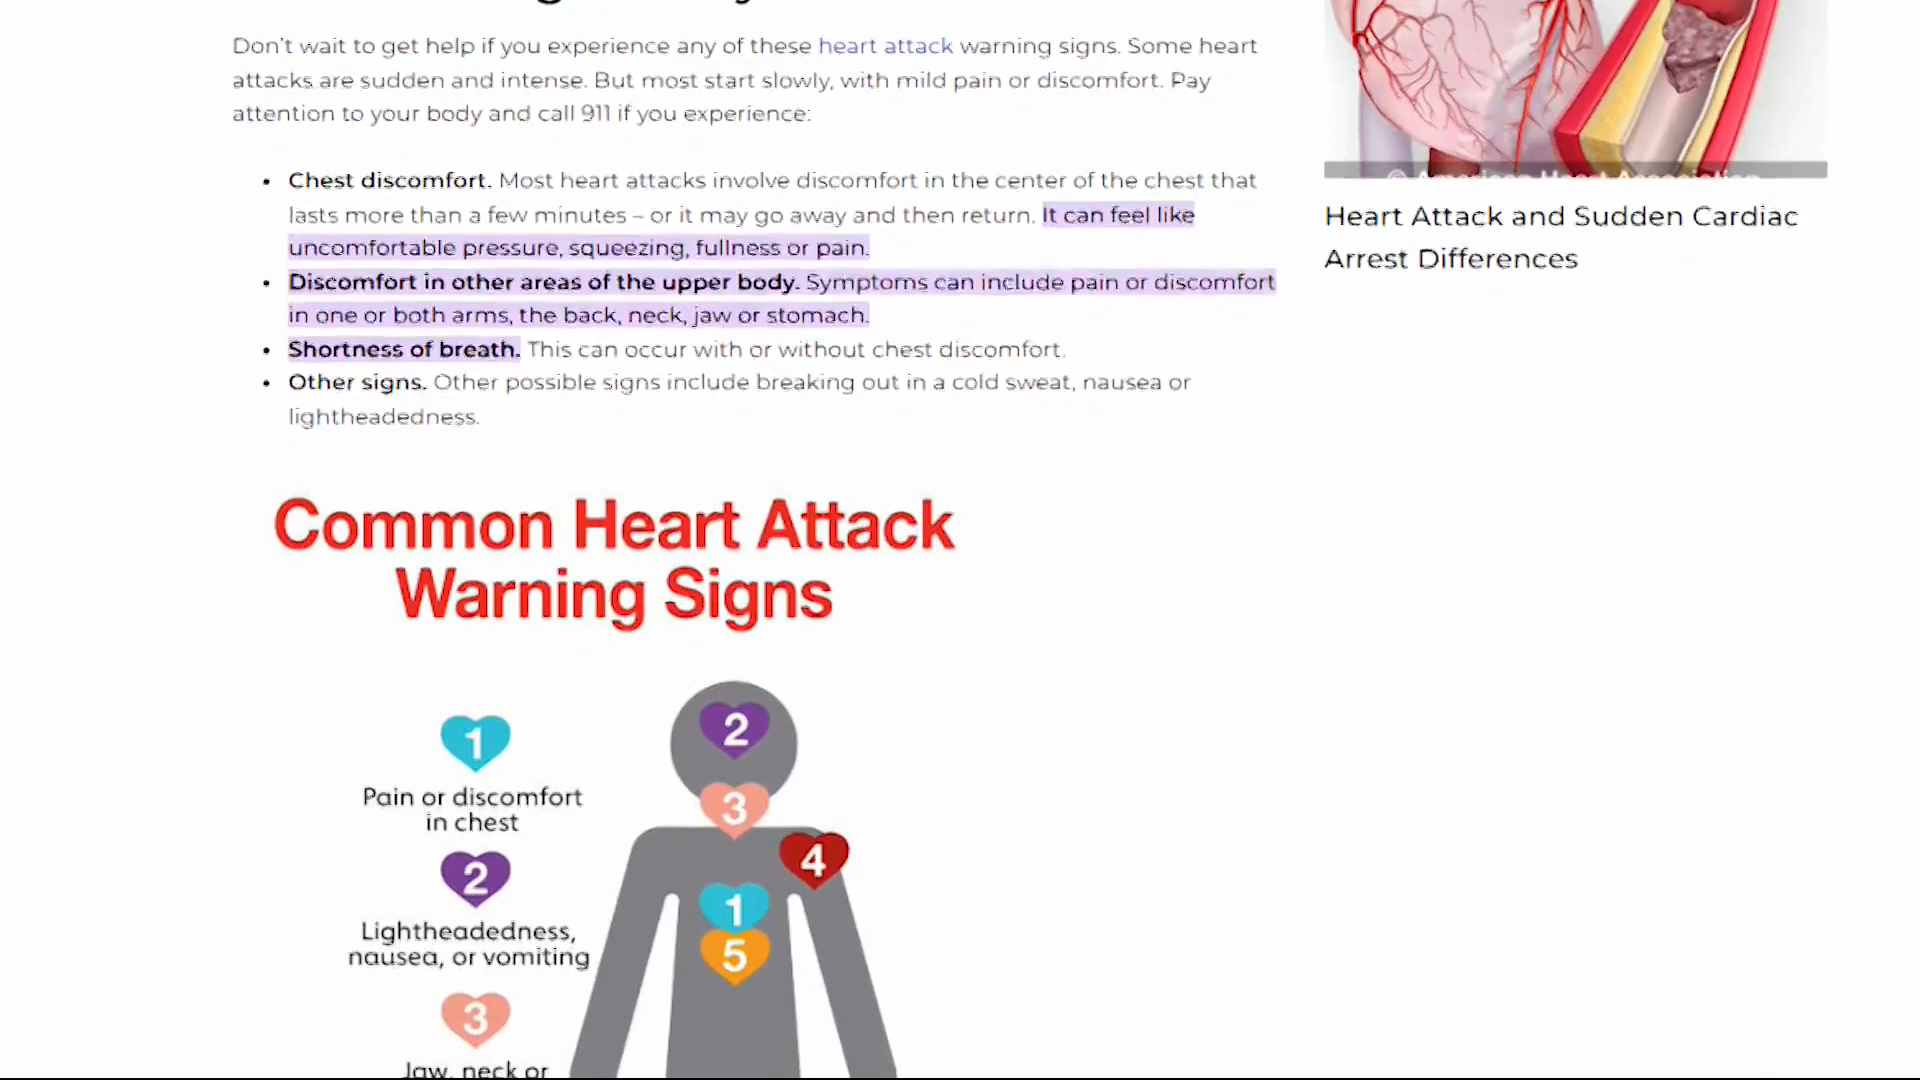 Don't wait to get help if you experience any of these heart attack warning signs. Some heart
attacks are sudden and intense. But most start slowly, with mild pain or discomfort. Pay
attention to your body and call 911 if you experience:
• Chest discomfort. Most heart attacks involve discomfort in the center of the chest that
lasts more than a few minutes – or it may go away and then return. It can feel like
uncomfortable pressure, squeezing, fullness or pain.
• Discomfort in other areas of the upper body. Symptoms can include pain or discomfort
in one or both arms, the back, neck, jaw or stomach.
• Shortness of breath. This can occur with or without chest discomfort.
• Other signs. Other possible signs include breaking out in a cold sweat, nausea or
lightheadedness.
© American Heart Association
Heart Attack and Sudden Cardiac
Arrest Differences
Common Heart Attack
Warning Signs
1
Pain or discomfort
in chest
2
Lightheadedness,
nausea, or vomiting
3
Jaw, neck or
2
3
4
1
5